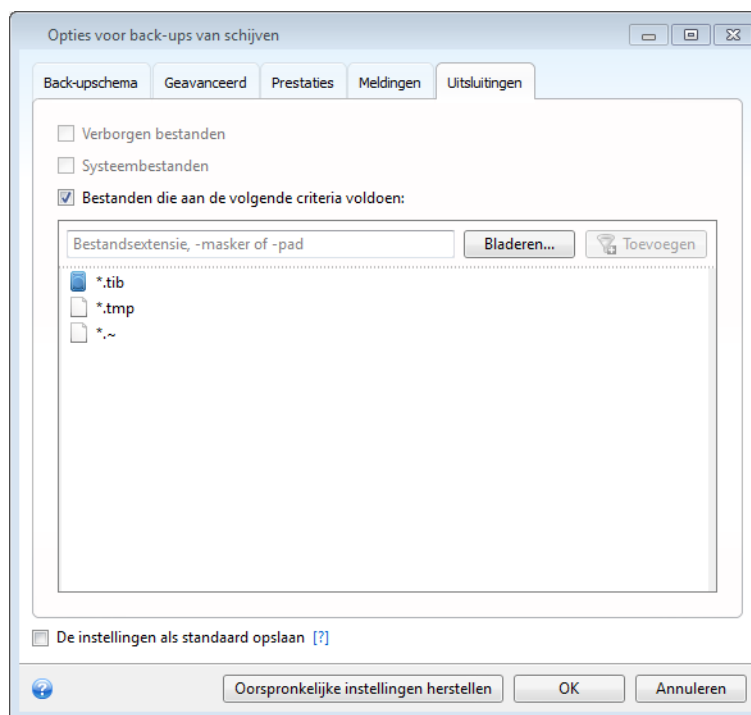 Opties voor back-ups van schijven
Back-upschema Geavanceerd Prestaties Meldingen Uitsluitingen
Verborgen bestanden
Systeembestanden
Bestanden die aan de volgende criteria voldoen:
Bestandsextensie, -masker of -pad Bladeren... Toevoegen
*.tib
*.tmp
*.~
De instellingen als standaard opslaan [?]
Oorspronkelijke instellingen herstellen OK Annuleren